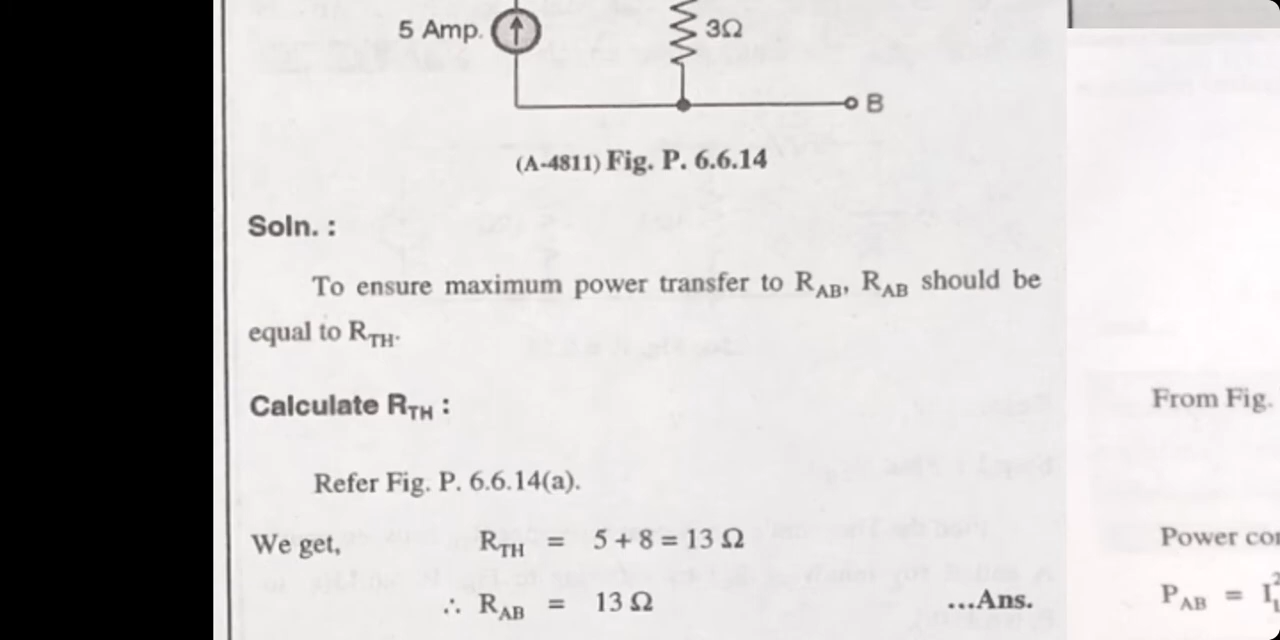 5 Amp.
3Ω
B
(A-4811) Fig. P. 6.6.14
Soln. :
To ensure maximum power transfer to R_AB, R_AB should be
equal to R_TH.
Calculate R_TH :
Refer Fig. P. 6.6.14(a).
We get, R_TH = 5 + 8 = 13 Ω
∴ R_AB = 13 Ω ...Ans.
From Fig.
Power
P_AB =